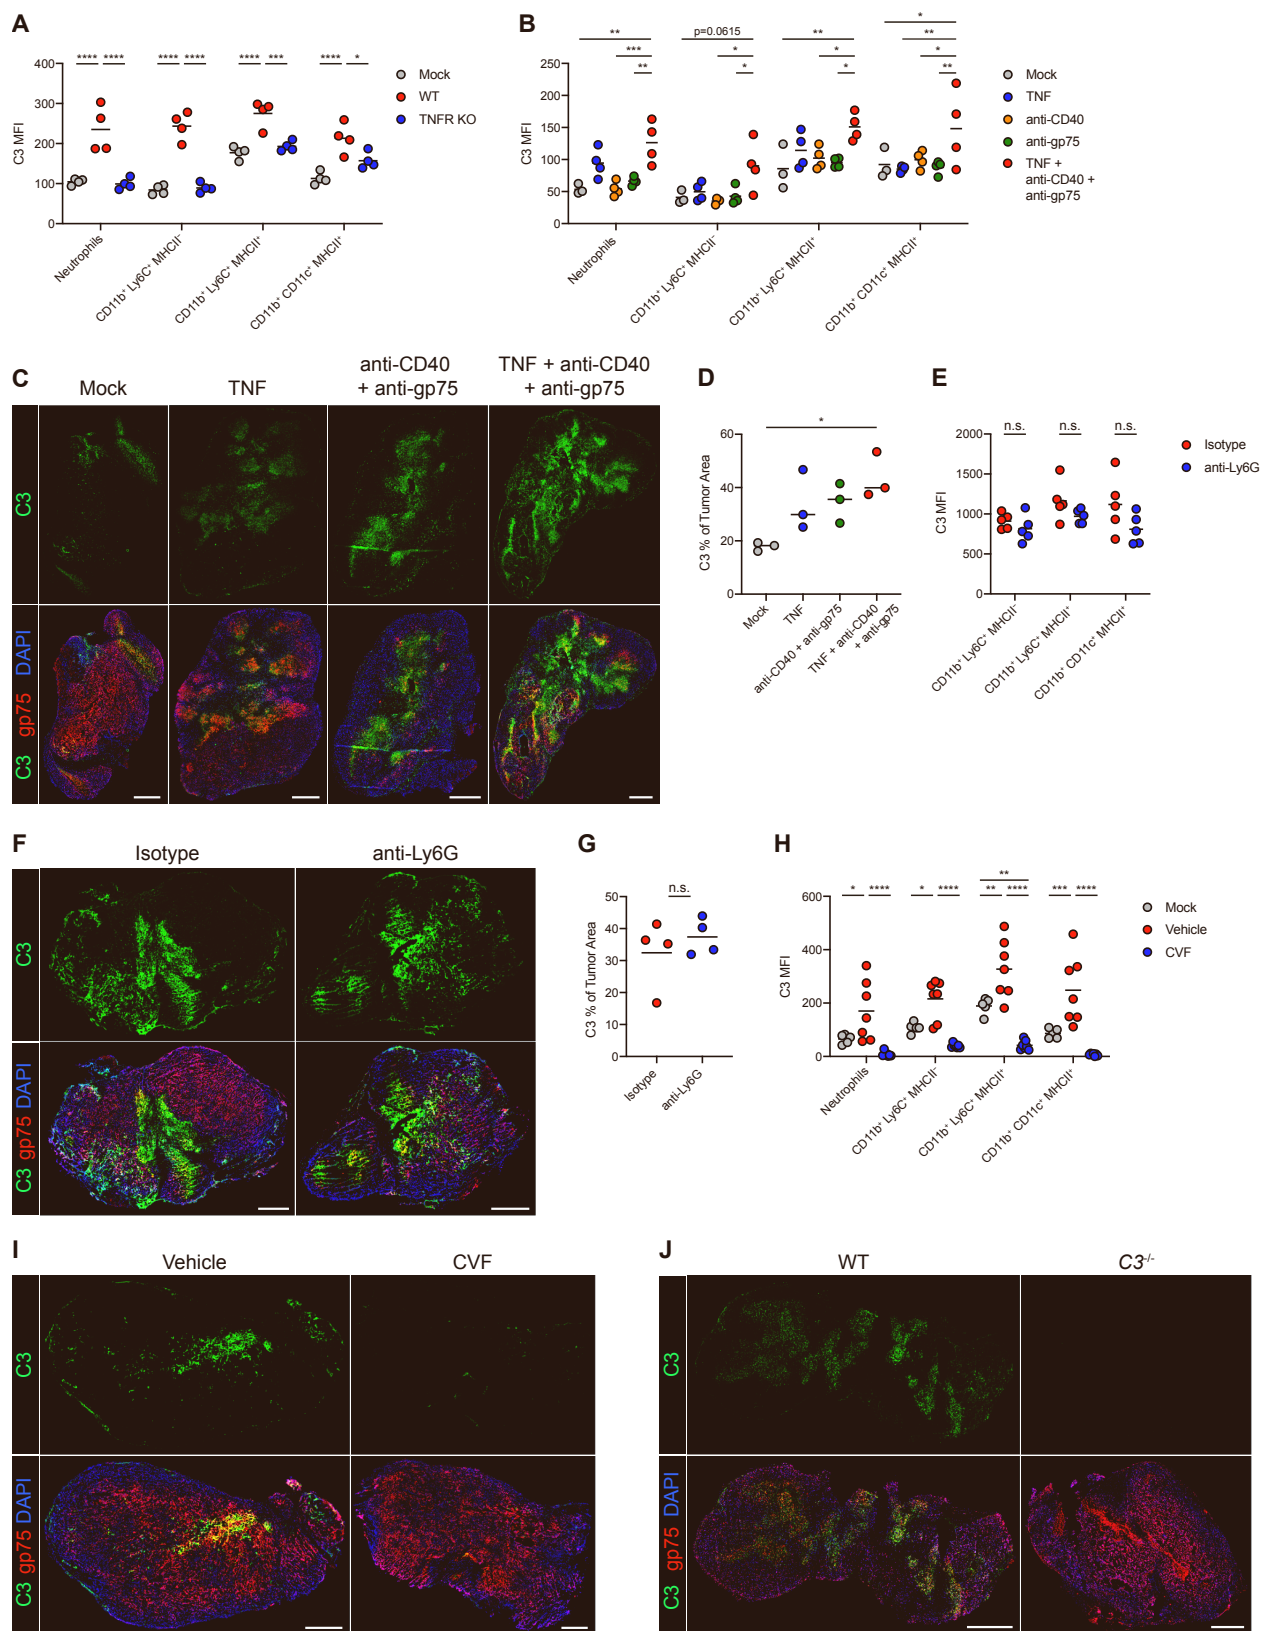 A
**** **** **** **** **** *** **** *
400
300
200
100
0
C3 MFI
Neutrophils
CD11b⁺ Ly6C⁺ MHCII⁻
CD11b⁺ Ly6C⁺ MHCII⁺
CD11b⁺ CD11c⁺ MHCII⁺
Mock
WT
TNFR KO
B
** p=0.0615 ** *
*** * * **
** * * *
**
250
200
150
100
50
0
C3 MFI
Neutrophils
CD11b⁺ Ly6C⁺ MHCII⁻
CD11b⁺ Ly6C⁺ MHCII⁺
CD11b⁺ CD11c⁺ MHCII⁺
Mock
TNF
anti-CD40
anti-gp75
TNF +
anti-CD40 +
anti-gp75
C
Mock
TNF
anti-CD40
+ anti-gp75
TNF + anti-CD40
+ anti-gp75
C3
C3 gp75 DAPI
D
*
60
40
20
0
C3 % of Tumor Area
Mock
TNF
anti-CD40 + anti-gp75
TNF + anti-CD40
+ anti-gp75
E
n.s. n.s. n.s.
2000
1500
1000
500
0
C3 MFI
CD11b⁺ Ly6C⁺ MHCII⁻
CD11b⁺ Ly6C⁺ MHCII⁺
CD11b⁺ CD11c⁺ MHCII⁺
Isotype
anti-Ly6G
F
Isotype
anti-Ly6G
C3
C3 gp75 DAPI
G
n.s.
50
40
30
20
10
0
C3 % of Tumor Area
Isotype
anti-Ly6G
H
**
* **** * **** ** **** *** ****
600
400
200
0
C3 MFI
Neutrophils
CD11b⁺ Ly6C⁺ MHCII⁻
CD11b⁺ Ly6C⁺ MHCII⁺
CD11b⁺ CD11c⁺ MHCII⁺
Mock
Vehicle
CVF
I
Vehicle
CVF
C3
C3 gp75 DAPI
J
WT
C3⁻/⁻
C3
C3 gp75 DAPI